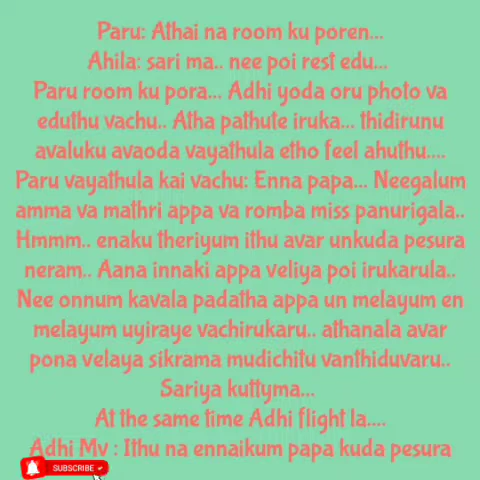 Paru: Athai na room ku poren...
Ahila: sari ma.. nee poi rest edu...
Paru room ku pora... Adhi yoda oru photo va
eduthu vachu.. Atha pathute iruka... thidirunu
avaluku avaoda vayathula etho feel ahuthu....
Paru vayathula kai vachu: Enna papa... Neegalum
amma va mathri appa va romba miss panurigala..
Hmmm.. enaku theriyum ithu avar unkuda pesura
neram.. Aana innaki appa veliya poi irukarula..
Nee onnum kavala padatha appa un melayum en
melayum uyiraye vachirukaru.. athanala avar
pona velaya sikrama mudichitu vanthiduvaru..
Sariya kuttyma...
At the same time Adhi flight la....
Adhi Mv : Ithu na ennaikum papa kuda pesura
SUBSCRIBE